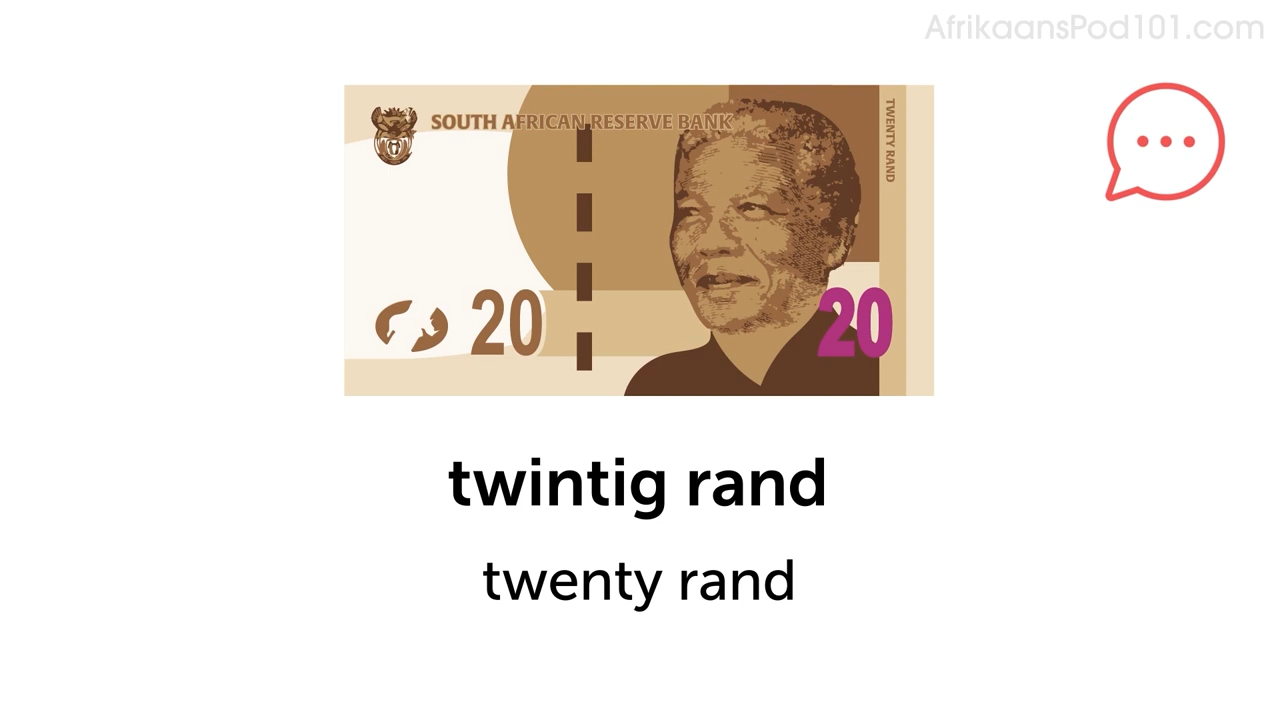 AfrikaansPod101.com
SOUTH AFRICAN RESERVE BANK
TWENTY RAND
20
20
twintig rand
twenty rand